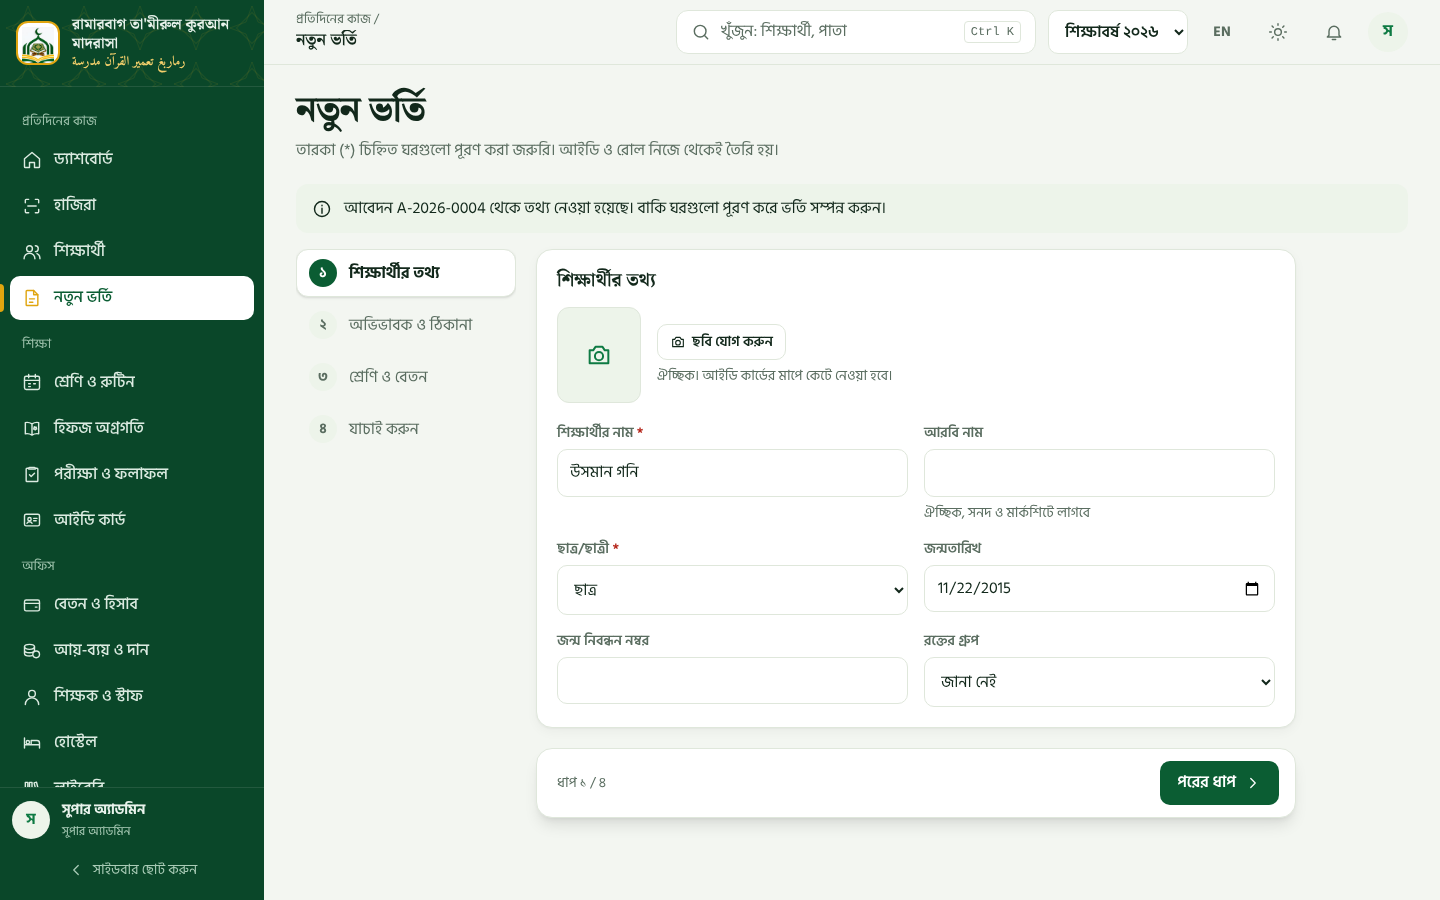 রামারবাগ তা'মীরুল কুরআন
মাদরাসা
رمارباغ تعمير القرآن مدرسة
প্রতিদিনের কাজ
ড্যাশবোর্ড
হাজিরা
শিক্ষার্থী
নতুন ভর্তি
শিক্ষা
শ্রেণি ও রুটিন
হিফজ অগ্রগতি
পরীক্ষা ও ফলাফল
আইডি কার্ড
অফিস
বেতন ও হিসাব
আয়-ব্যয় ও দান
শিক্ষক ও স্টাফ
হোস্টেল
লাইব্রেরি
স
সুপার অ্যাডমিন
সুপার অ্যাডমিন
সাইডবার ছোট করুন
প্রতিদিনের কাজ /
নতুন ভর্তি
খুঁজুন: শিক্ষার্থী, পাতা
Ctrl K
শিক্ষাবর্ষ ২০২৬
EN
স
নতুন ভর্তি
তারকা (*) চিহ্নিত ঘরগুলো পূরণ করা জরুরি। আইডি ও রোল নিজে থেকেই তৈরি হয়।
আবেদন A-2026-0004 থেকে তথ্য নেওয়া হয়েছে। বাকি ঘরগুলো পূরণ করে ভর্তি সম্পন্ন করুন।
১ শিক্ষার্থীর তথ্য
২ অভিভাবক ও ঠিকানা
৩ শ্রেণি ও বেতন
৪ যাচাই করুন
শিক্ষার্থীর তথ্য
ছবি যোগ করুন
ঐচ্ছিক। আইডি কার্ডের মাপে কেটে নেওয়া হবে।
শিক্ষার্থীর নাম *
উসমান গনি
আরবি নাম
ঐচ্ছিক, সনদ ও মার্কশিটে লাগবে
ছাত্র/ছাত্রী *
ছাত্র
জন্মতারিখ
11/22/2015
জন্ম নিবন্ধন নম্বর
রক্তের গ্রুপ
জানা নেই
ধাপ ১ / ৪
পরের ধাপ